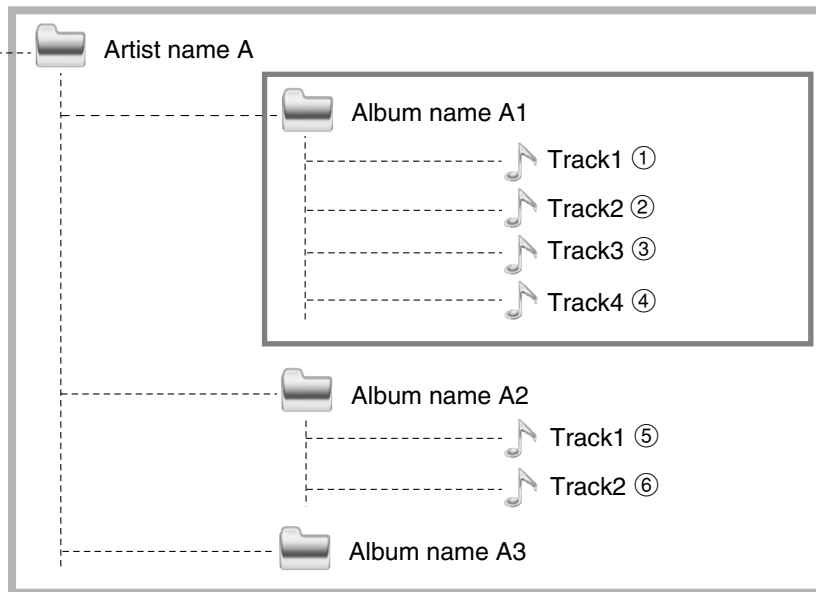 Artist name A
Album name A1
Track1 ①
Track2 ②
Track3 ③
Track4 ④
Album name A2
Track1 ⑤
Track2 ⑥
Album name A3